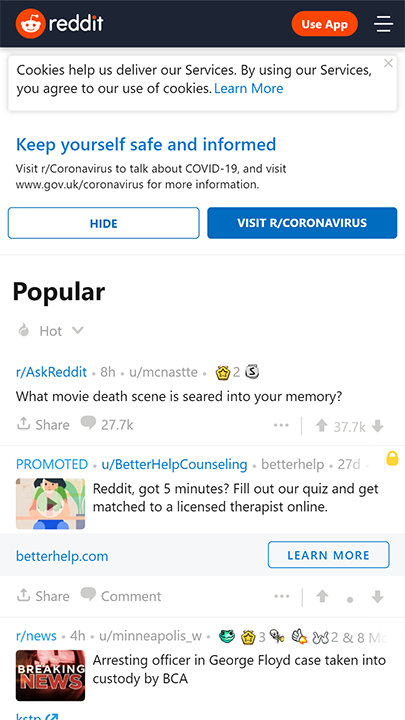 reddit
Use App
Cookies help us deliver our Services. By using our Services,
you agree to our use of cookies. Learn More
Keep yourself safe and informed
Visit r/Coronavirus to talk about COVID-19, and visit
www.gov.uk/coronavirus for more information.
HIDE
VISIT R/CORONAVIRUS
Popular
Hot
r/AskReddit • 8h • u/mcnastte • 2
What movie death scene is seared into your memory?
Share 27.7k
37.7k
PROMOTED • u/BetterHelpCounseling • betterhelp • 27d •
Reddit, got 5 minutes? Fill out our quiz and get
matched to a licensed therapist online.
betterhelp.com
LEARN MORE
Share Comment
r/news • 4h • u/minneapolis_w • 3 2 & 8 Mo
BREAKING
NEWS
Arresting officer in George Floyd case taken into
custody by BCA
kstp